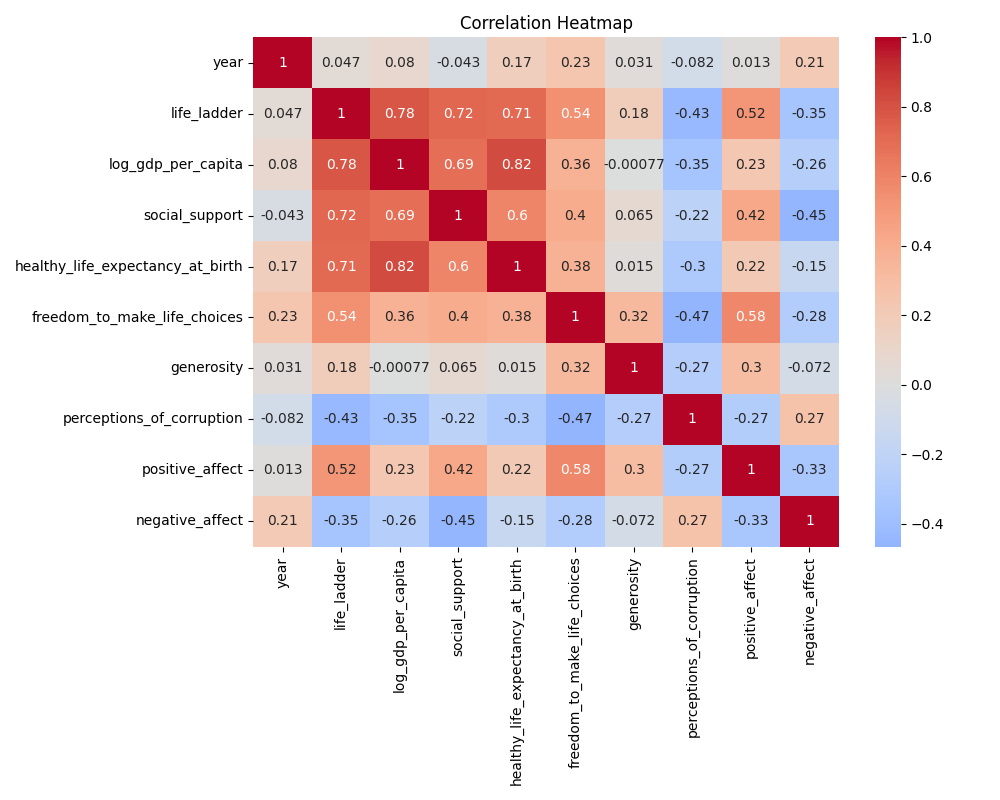 Correlation Heatmap
year 1 0.047 0.08 -0.043 0.17 0.23 0.031 -0.082 0.013 0.21
life_ladder 0.047 1 0.78 0.72 0.71 0.54 0.18 -0.43 0.52 -0.35
log_gdp_per_capita 0.08 0.78 1 0.69 0.82 0.36 -0.00077 -0.35 0.23 -0.26
social_support -0.043 0.72 0.69 1 0.6 0.4 0.065 -0.22 0.42 -0.45
healthy_life_expectancy_at_birth 0.17 0.71 0.82 0.6 1 0.38 0.015 -0.3 0.22 -0.15
freedom_to_make_life_choices 0.23 0.54 0.36 0.4 0.38 1 0.32 -0.47 0.58 -0.28
generosity 0.031 0.18 -0.00077 0.065 0.015 0.32 1 -0.27 0.3 -0.072
perceptions_of_corruption -0.082 -0.43 -0.35 -0.22 -0.3 -0.47 -0.27 1 -0.27 0.27
positive_affect 0.013 0.52 0.23 0.42 0.22 0.58 0.3 -0.27 1 -0.33
negative_affect 0.21 -0.35 -0.26 -0.45 -0.15 -0.28 -0.072 0.27 -0.33 1
year
life_ladder
log_gdp_per_capita
social_support
healthy_life_expectancy_at_birth
freedom_to_make_life_choices
generosity
perceptions_of_corruption
positive_affect
negative_affect
1.0
0.8
0.6
0.4
0.2
0.0
−0.2
−0.4